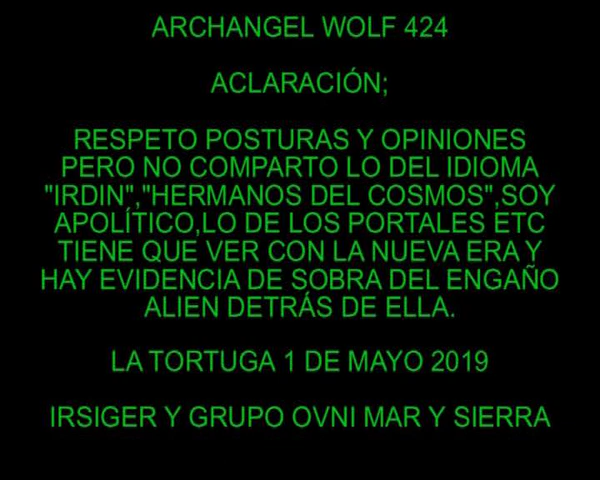 ARCHANGEL WOLF 424
ACLARACIÓN;
RESPETO POSTURAS Y OPINIONES
PERO NO COMPARTO LO DEL IDIOMA
"IRDIN","HERMANOS DEL COSMOS",SOY
APOLÍTICO,LO DE LOS PORTALES ETC
TIENE QUE VER CON LA NUEVA ERA Y
HAY EVIDENCIA DE SOBRA DEL ENGAÑO
ALIEN DETRÁS DE ELLA.
LA TORTUGA 1 DE MAYO 2019
IRSIGER Y GRUPO OVNI MAR Y SIERRA